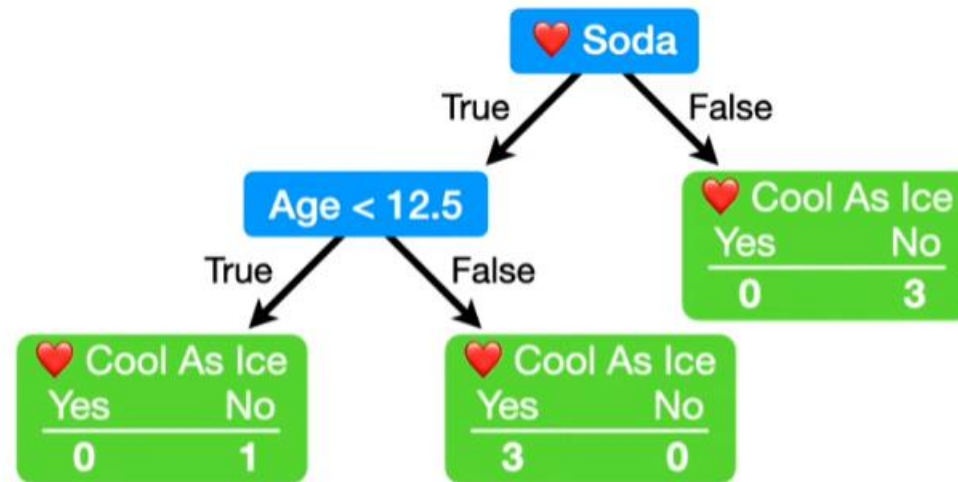 ❤️ Soda
True
False
Age < 12.5
❤️ Cool As Ice
Yes No
0 3
True
False
❤️ Cool As Ice
Yes No
0 1
❤️ Cool As Ice
Yes No
3 0